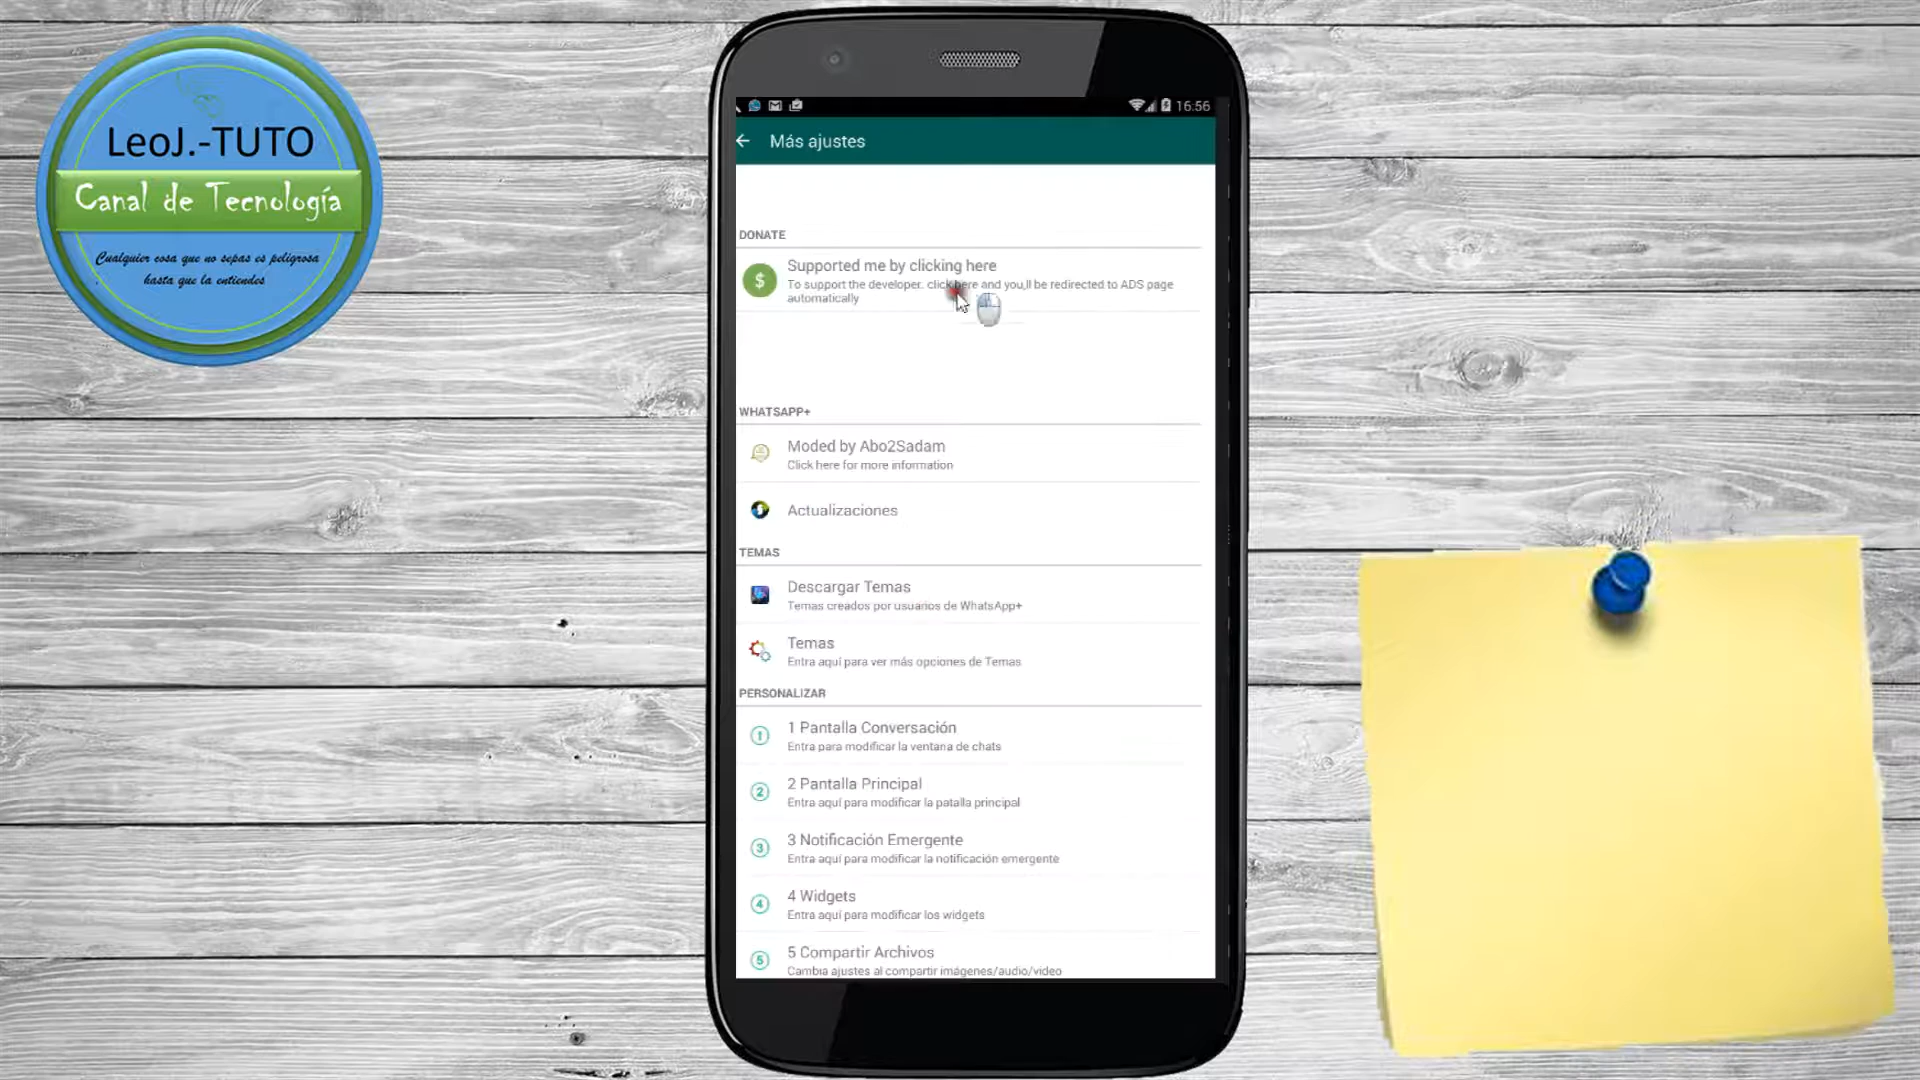 LeoJ.-TUTO
Canal de Tecnología
Cualquier cosa que no sepas es peligrosa
hasta que la entiendes
16:56
Más ajustes
DONATE
Supported me by clicking here
To support the developer. click here and you,ll be redirected to ADS page
automatically
WHATSAPP+
Moded by Abo2Sadam
Click here for more information
Actualizaciones
TEMAS
Descargar Temas
Temas creados por usuarios de WhatsApp+
Temas
Entra aquí para ver más opciones de Temas
PERSONALIZAR
1 Pantalla Conversación
Entra para modificar la ventana de chats
2 Pantalla Principal
Entra aquí para modificar la patalla principal
3 Notificación Emergente
Entra aquí para modificar la notificación emergente
4 Widgets
Entra aquí para modificar los widgets
5 Compartir Archivos
Cambia ajustes al compartir imágenes/audio/video